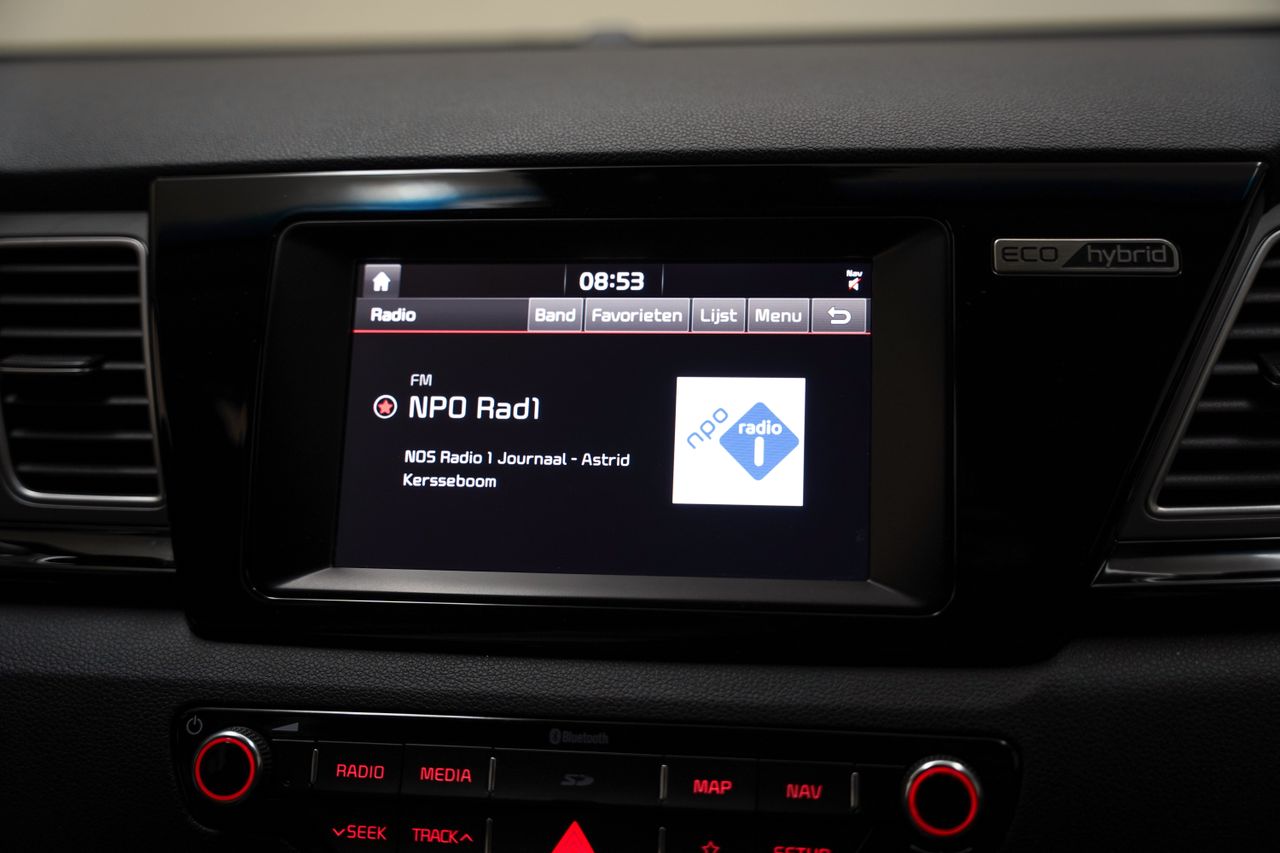 ECO hybrid
08:53
Nav
Radio Band Favorieten Lijst Menu
FM
NPO Rad1
NOS Radio 1 Journaal - Astrid
Kersseboom
npo
radio
1
Bluetooth
RADIO MEDIA SD MAP NAV
SEEK TRACK SETUP